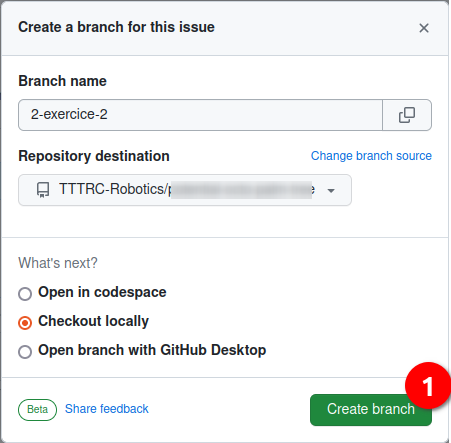 Create a branch for this issue
Branch name
2-exercice-2
Repository destination
Change branch source
TTTRC-Robotics/
What's next?
Open in codespace
Checkout locally
Open branch with GitHub Desktop
Beta
Share feedback
Create branch
1